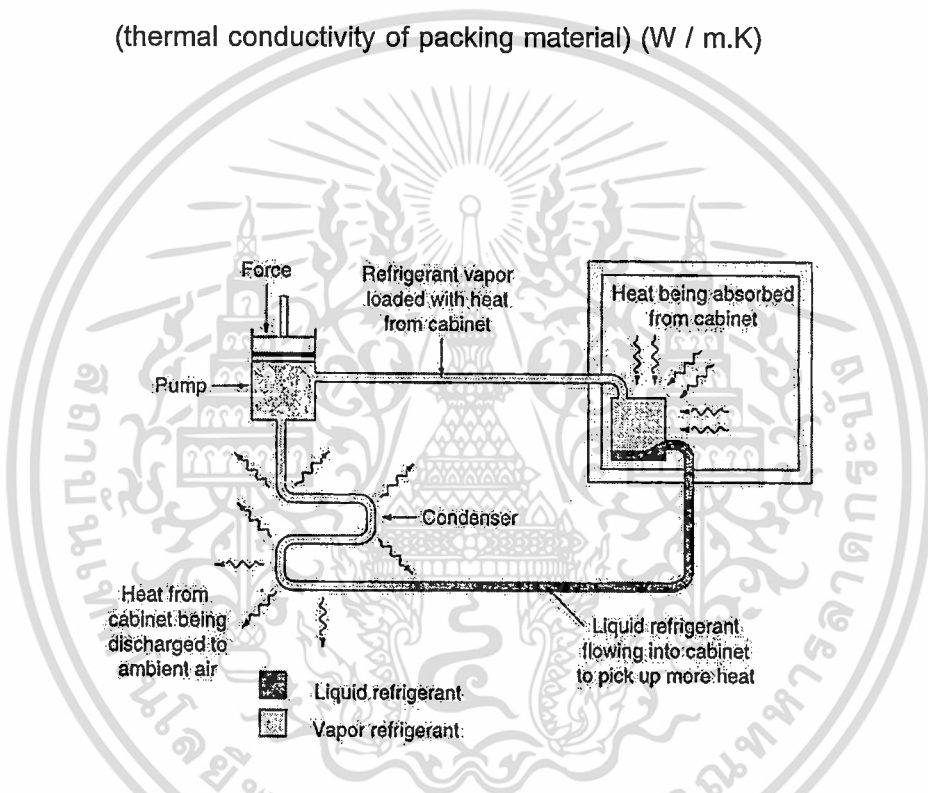 (thermal conductivity of packing material) (W / m.K)
Force
Refrigerant vapor
loaded with heat
from cabinet
Heat being absorbed
from cabinet
Pump
Condenser
Heat from
cabinet being
discharged to
ambient air
Liquid refrigerant
flowing into cabinet
to pick up more heat
Liquid refrigerant
Vapor refrigerant